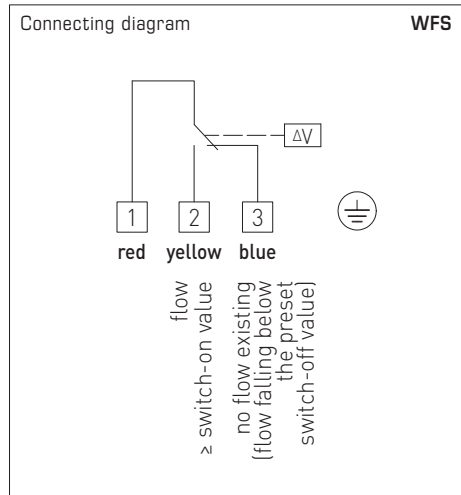 Connecting diagram WFS
ΔV
1 2 3
red yellow blue
flow
≥ switch-on value
no flow existing
(flow falling below
the preset
switch-off value)